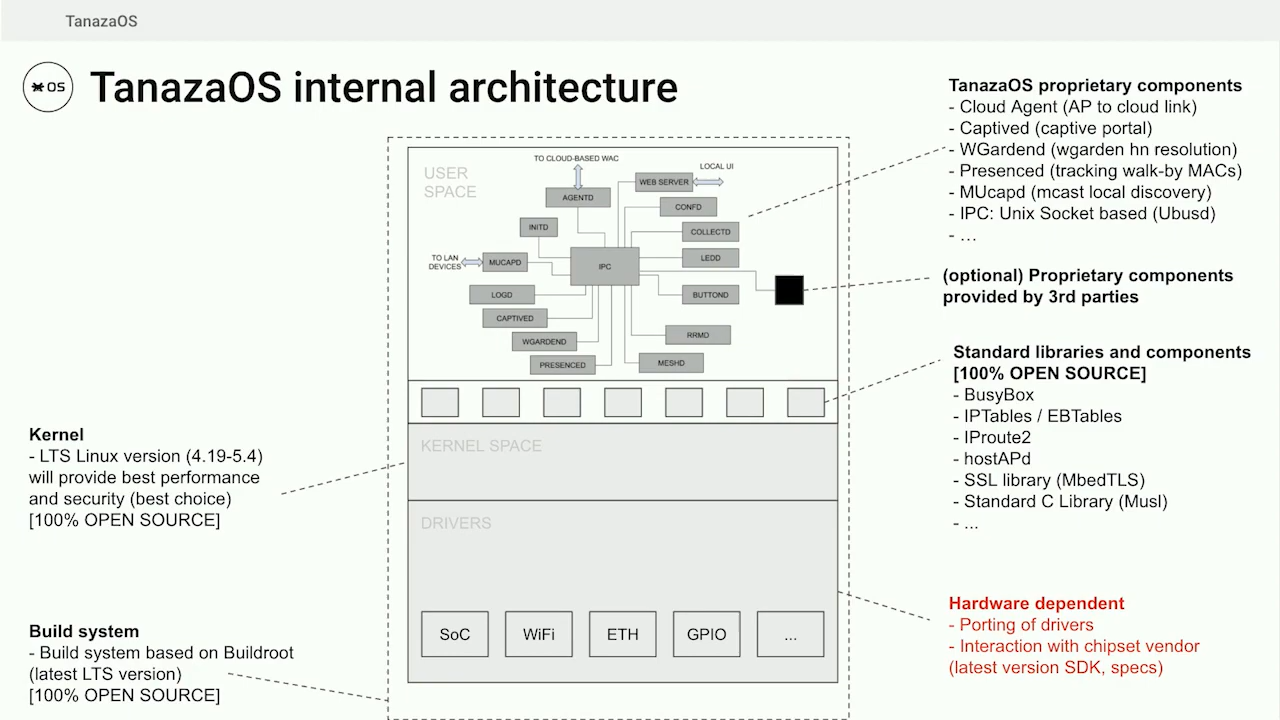 TanazaOS
OS
TanazaOS internal architecture
TanazaOS proprietary components
- Cloud Agent (AP to cloud link)
- Captived (captive portal)
- WGardend (wgarden hn resolution)
- Presenced (tracking walk-by MACs)
- MUcapd (mcast local discovery)
- IPC: Unix Socket based (Ubusd)
- ...
(optional) Proprietary components
provided by 3rd parties
Standard libraries and components
[100% OPEN SOURCE]
- BusyBox
- IPTables / EBTables
- IProute2
- hostAPd
- SSL library (MbedTLS)
- Standard C Library (Musl)
- ...
Hardware dependent
- Porting of drivers
- Interaction with chipset vendor
(latest version SDK, specs)
USER
SPACE
TO CLOUD-BASED WAC
LOCAL UI
WEB SERVER
AGENTD
CONFD
INITD
COLLECTD
TO LAN
DEVICES
MUCAPD
IPC
LEDD
LOGD
BUTTOND
CAPTIVED
RRMD
WGARDEND
PRESENCED
MESHD
KERNEL SPACE
DRIVERS
SoC
WiFi
ETH
GPIO
...
Kernel
- LTS Linux version (4.19-5.4)
will provide best performance
and security (best choice)
[100% OPEN SOURCE]
Build system
- Build system based on Buildroot
(latest LTS version)
[100% OPEN SOURCE]